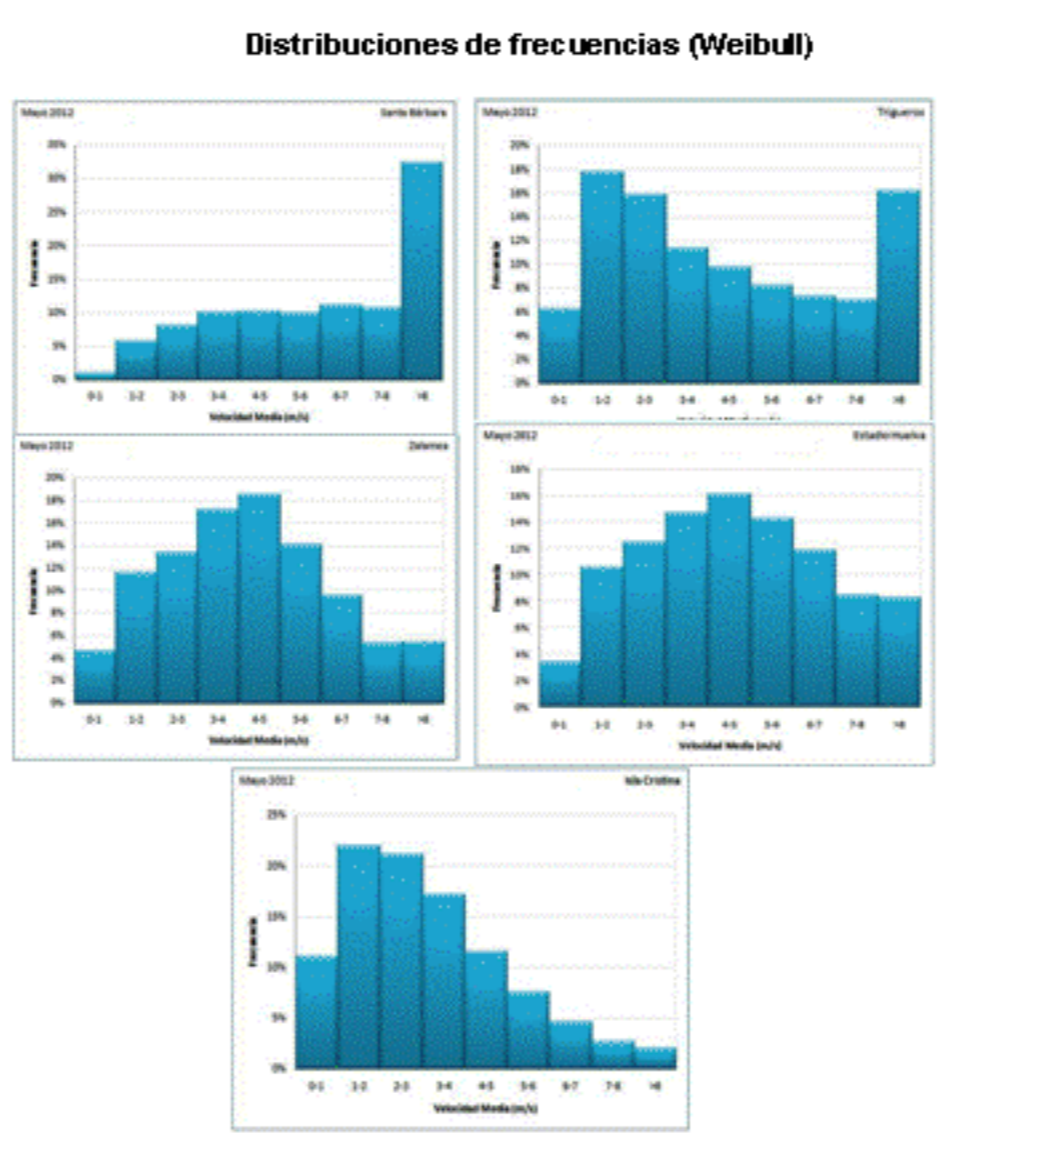 Distribuciones de frecuencias (Weibull)
Mayo 2012 Santa Bárbara
35%
30%
25%
20%
15%
10%
5%
0%
Frecuencia
0-1 1-2 2-3 3-4 4-5 5-6 6-7 7-8 >8
Velocidad Media (m/s)
Mayo 2012 Trigueros
20%
18%
16%
14%
12%
10%
8%
6%
4%
2%
0%
Frecuencia
0-1 1-2 2-3 3-4 4-5 5-6 6-7 7-8 >8
Mayo 2012 Zalamea
20%
18%
16%
14%
12%
10%
8%
6%
4%
2%
0%
Frecuencia
0-1 1-2 2-3 3-4 4-5 5-6 6-7 7-8 >8
Velocidad Media (m/s)
Mayo 2012
18%
16%
14%
12%
10%
8%
6%
4%
2%
0%
Frecuencia
0-1 1-2 2-3 3-4 4-5 5-6 6-7 7-8 >8
Velocidad Media (m/s)
Mayo 2012 Isla Cristina
25%
20%
15%
10%
5%
0%
Frecuencia
0-1 1-2 2-3 3-4 4-5 5-6 6-7 7-8 >8
Velocidad Media (m/s)